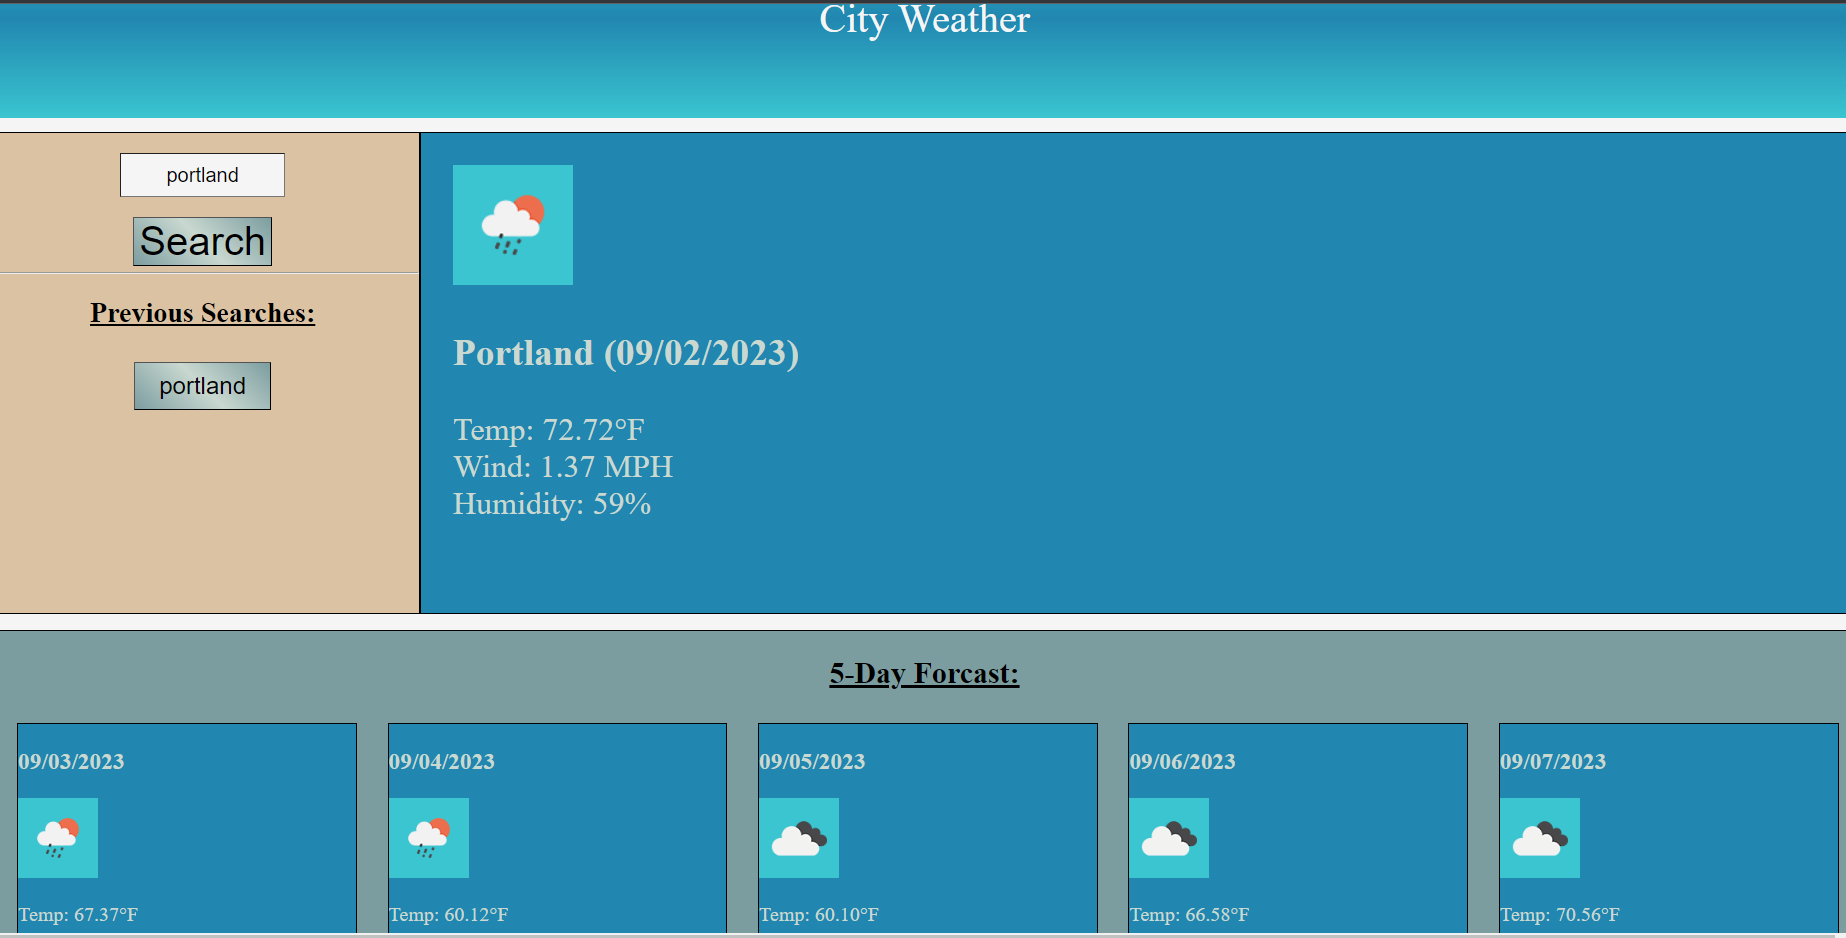 City Weather
portland
Search
Previous Searches:
portland
Portland (09/02/2023)
Temp: 72.72°F
Wind: 1.37 MPH
Humidity: 59%
5-Day Forcast:
09/03/2023
Temp: 67.37°F
09/04/2023
Temp: 60.12°F
09/05/2023
Temp: 60.10°F
09/06/2023
Temp: 66.58°F
09/07/2023
Temp: 70.56°F